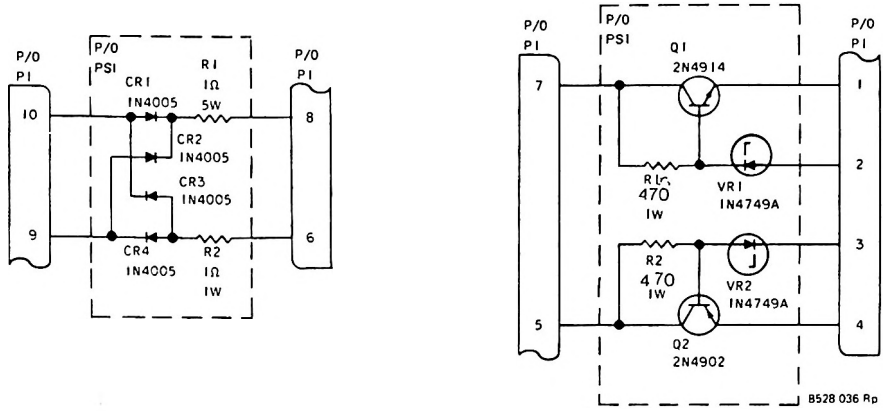 P/O
P1
10
9
P/O
PS1
CR1
1N4005
R1
1Ω
5W
CR2
1N4005
CR3
1N4005
CR4
1N4005
R2
1Ω
1W
P/O
P1
8
6
P/O
P1
7
5
P/O
PS1
Q1
2N4914
R1
470
1W
VR1
1N4749A
R2
470
1W
VR2
1N4749A
Q2
2N4902
P/O
P1
1
2
3
4
B528 036 Rp